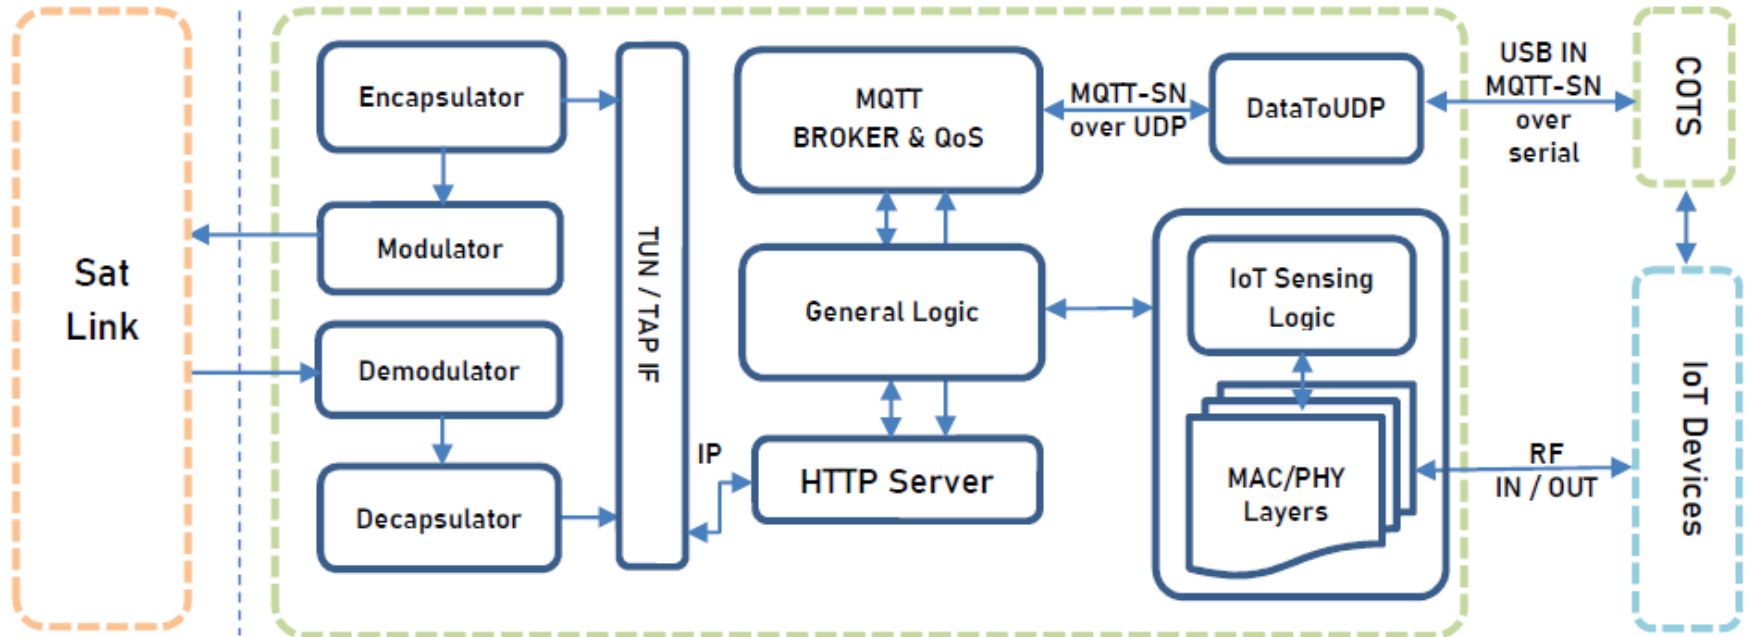 Sat
Link
Encapsulator
Modulator
Demodulator
Decapsulator
TUN / TAP IF
IP
MQTT
BROKER & QoS
General Logic
HTTP Server
MQTT-SN
over UDP
DataToUDP
IoT Sensing
Logic
MAC/PHY
Layers
USB IN
MQTT-SN
over
serial
RF
IN / OUT
COTS
IoT Devices